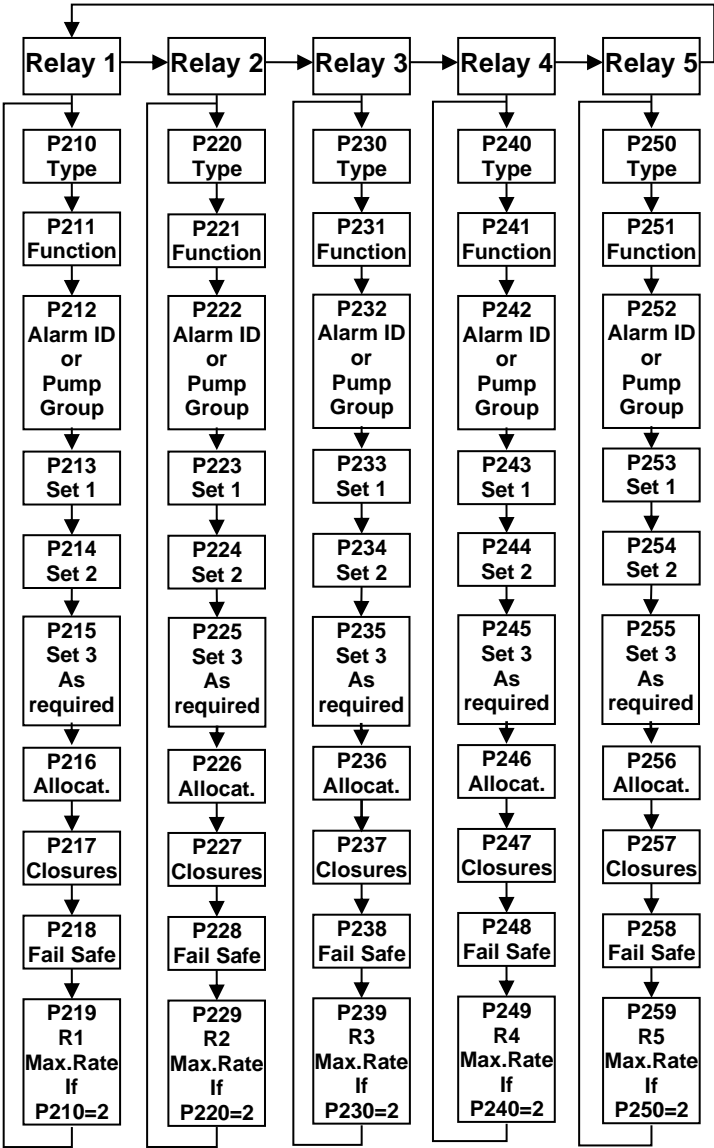 Relay 1
Relay 2
Relay 3
Relay 4
Relay 5
P210
Type
P211
Function
P212
Alarm ID
or
Pump
Group
P213
Set 1
P214
Set 2
P215
Set 3
As
required
P216
Allocat.
P217
Closures
P218
Fail Safe
P219
R1
Max.Rate
If
P210=2
P220
Type
P221
Function
P222
Alarm ID
or
Pump
Group
P223
Set 1
P224
Set 2
P225
Set 3
As
required
P226
Allocat.
P227
Closures
P228
Fail Safe
P229
R2
Max.Rate
If
P220=2
P230
Type
P231
Function
P232
Alarm ID
or
Pump
Group
P233
Set 1
P234
Set 2
P235
Set 3
As
required
P236
Allocat.
P237
Closures
P238
Fail Safe
P239
R3
Max.Rate
If
P230=2
P240
Type
P241
Function
P242
Alarm ID
or
Pump
Group
P243
Set 1
P244
Set 2
P245
Set 3
As
required
P246
Allocat.
P247
Closures
P248
Fail Safe
P249
R4
Max.Rate
If
P240=2
P250
Type
P251
Function
P252
Alarm ID
or
Pump
Group
P253
Set 1
P254
Set 2
P255
Set 3
As
required
P256
Allocat.
P257
Closures
P258
Fail Safe
P259
R5
Max.Rate
If
P250=2